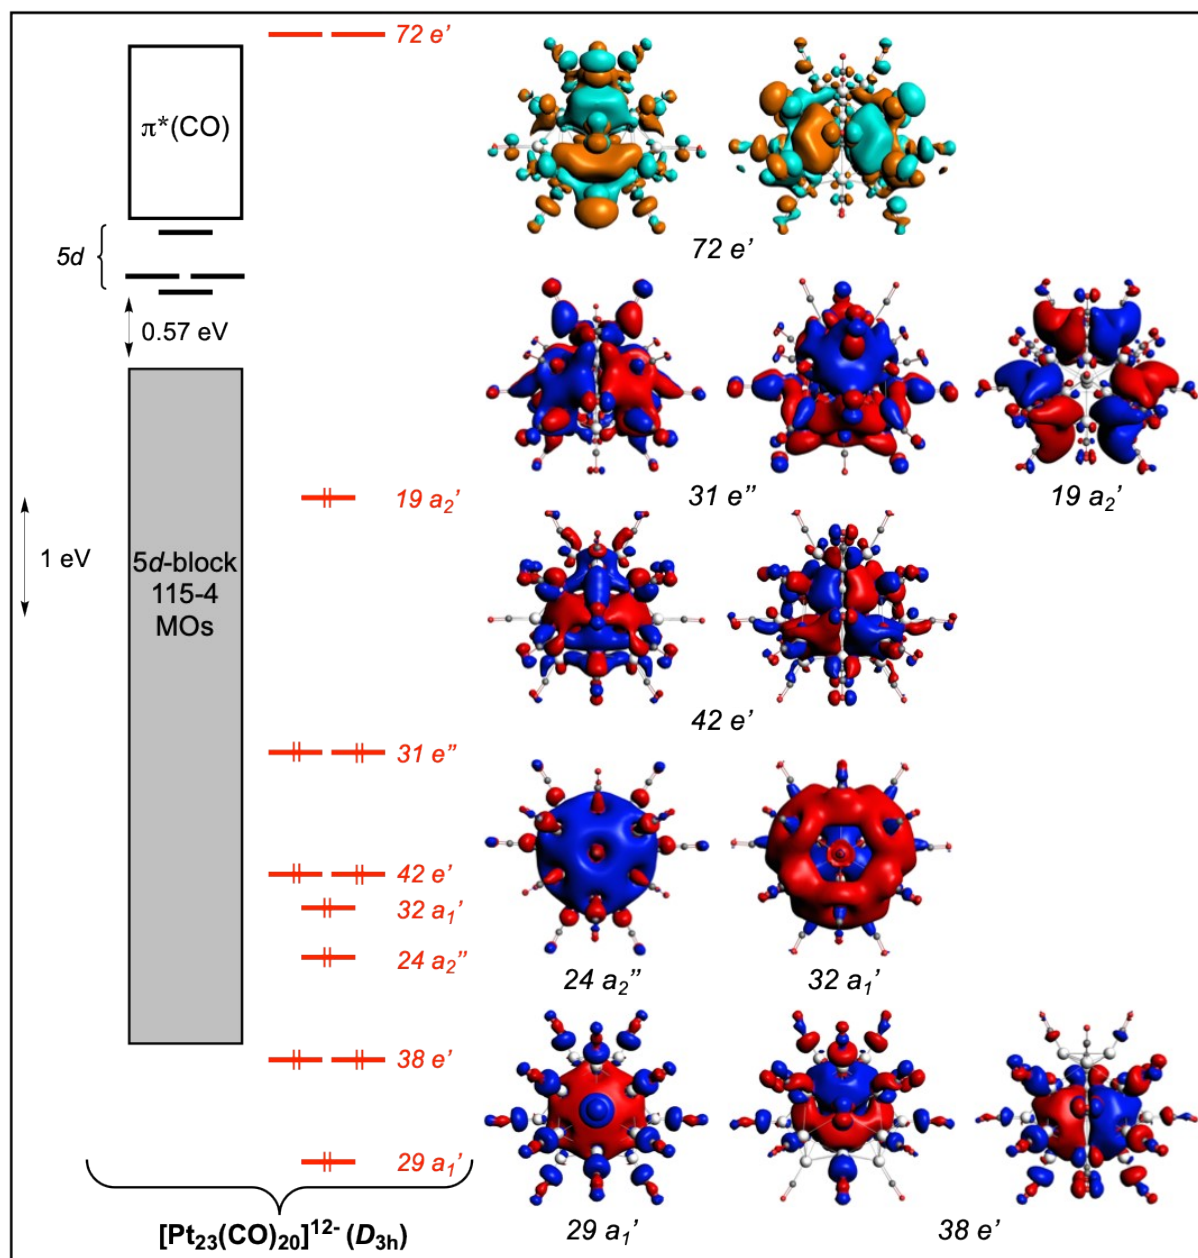 72 e’
π*(CO)
72 e’
5d
0.57 eV
31 e’’
19 a2’
19 a2’
1 eV
5d-block
115-4
MOs
42 e’
31 e’’
42 e’
32 a1’
24 a2’’
24 a2’’
32 a1’
38 e’
29 a1’
[Pt23(CO)20]12- (D3h)
29 a1’
38 e’